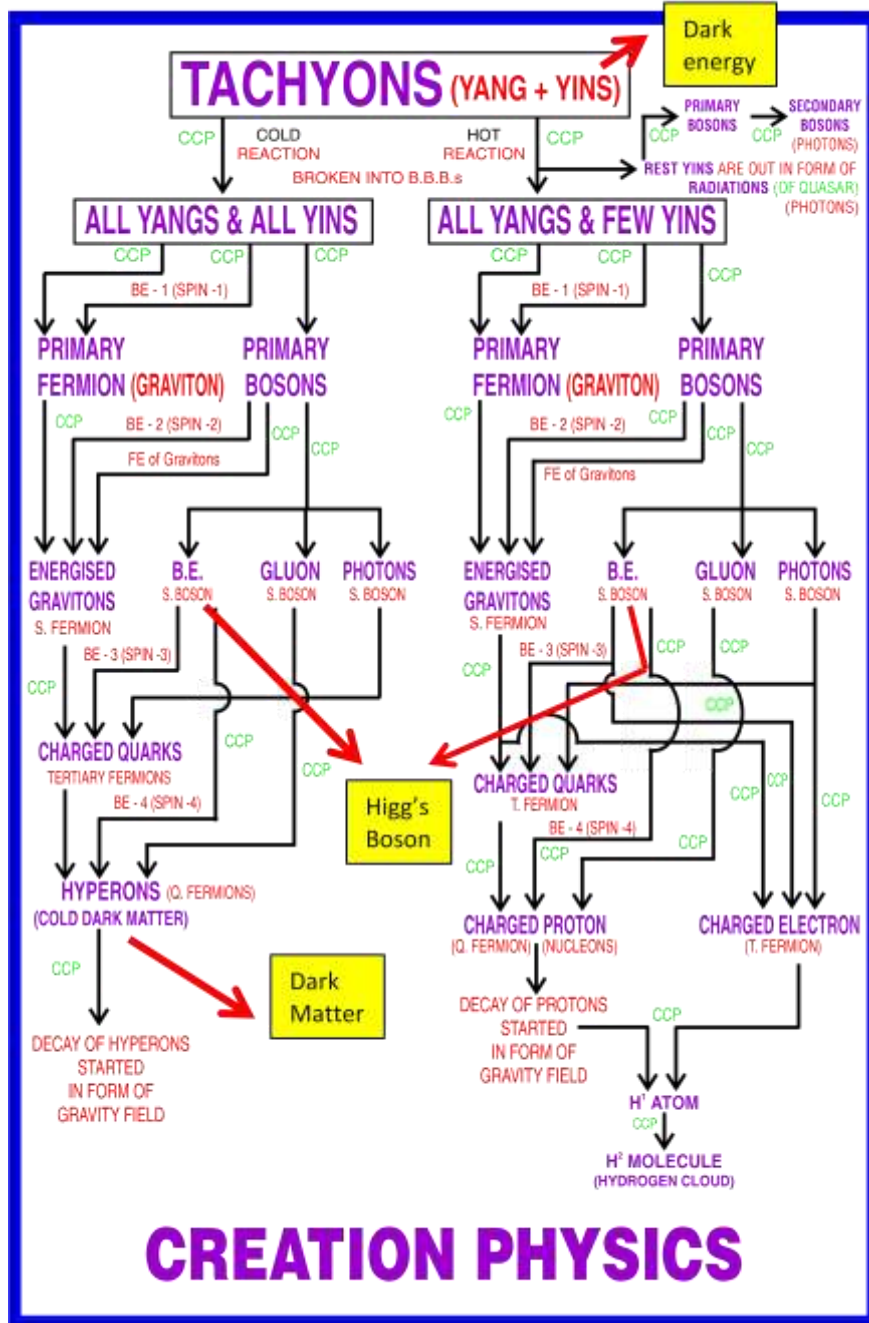 Dark
energy
TACHYONS (YANG + YINS)
CCP
COLD
REACTION
HOT
REACTION
CCP
BROKEN INTO B.B.B.s
PRIMARY
BOSONS
SECONDARY
BOSONS
(PHOTONS)
CCP
CCP
REST YINS ARE OUT IN FORM OF
RADIATIONS (OF QUASAR)
(PHOTONS)
ALL YANGS & ALL YINS
CCP
CCP
CCP
BE - 1 (SPIN -1)
PRIMARY
FERMION (GRAVITON)
PRIMARY
BOSONS
CCP
BE - 2 (SPIN -2)
CCP
CCP
FE of Gravitons
ENERGISED
GRAVITONS
S. FERMION
B.E.
S. BOSON
GLUON
S. BOSON
PHOTONS
S. BOSON
CCP
BE - 3 (SPIN -3)
CCP
CCP
CHARGED QUARKS
TERTIARY FERMIONS
BE - 4 (SPIN -4)
HYPERONS (Q. FERMIONS)
(COLD DARK MATTER)
CCP
DECAY OF HYPERONS
STARTED
IN FORM OF
GRAVITY FIELD
Higg's
Boson
Dark
Matter
ALL YANGS & FEW YINS
CCP
CCP
CCP
BE - 1 (SPIN -1)
PRIMARY
FERMION (GRAVITON)
PRIMARY
BOSONS
CCP
BE - 2 (SPIN -2)
CCP
CCP
FE of Gravitons
ENERGISED
GRAVITONS
S. FERMION
B.E.
S. BOSON
GLUON
S. BOSON
PHOTONS
S. BOSON
CCP
BE - 3 (SPIN -3)
CCP
CCP
CCP
CHARGED QUARKS
T. FERMION
CCP
CCP
CCP
BE - 4 (SPIN -4)
CCP
CCP
CCP
CHARGED PROTON
(Q. FERMION) (NUCLEONS)
CHARGED ELECTRON
(T. FERMION)
DECAY OF PROTONS
STARTED
IN FORM OF
GRAVITY FIELD
CCP
H¹ ATOM
CCP
H² MOLECULE
(HYDROGEN CLOUD)
CREATION PHYSICS